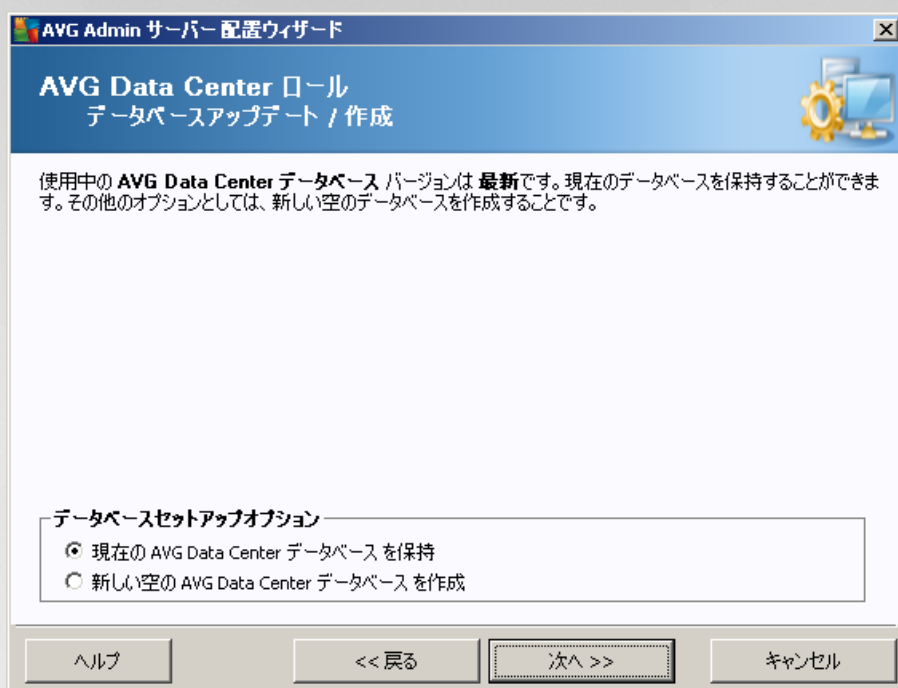 AVG Admin サーバー 配置ウィザード
AVG Data Center ロール
データベースアップデート / 作成
使用中の AVG Data Center データベース バージョンは 最新です。現在のデータベースを保持することができま
す。その他のオプションとしては、新しい空のデータベースを作成することです。
データベースセットアップオプション
現在の AVG Data Center データベース を保持
新しい空の AVG Data Center データベース を作成
ヘルプ
<< 戻る
次へ >>
キャンセル